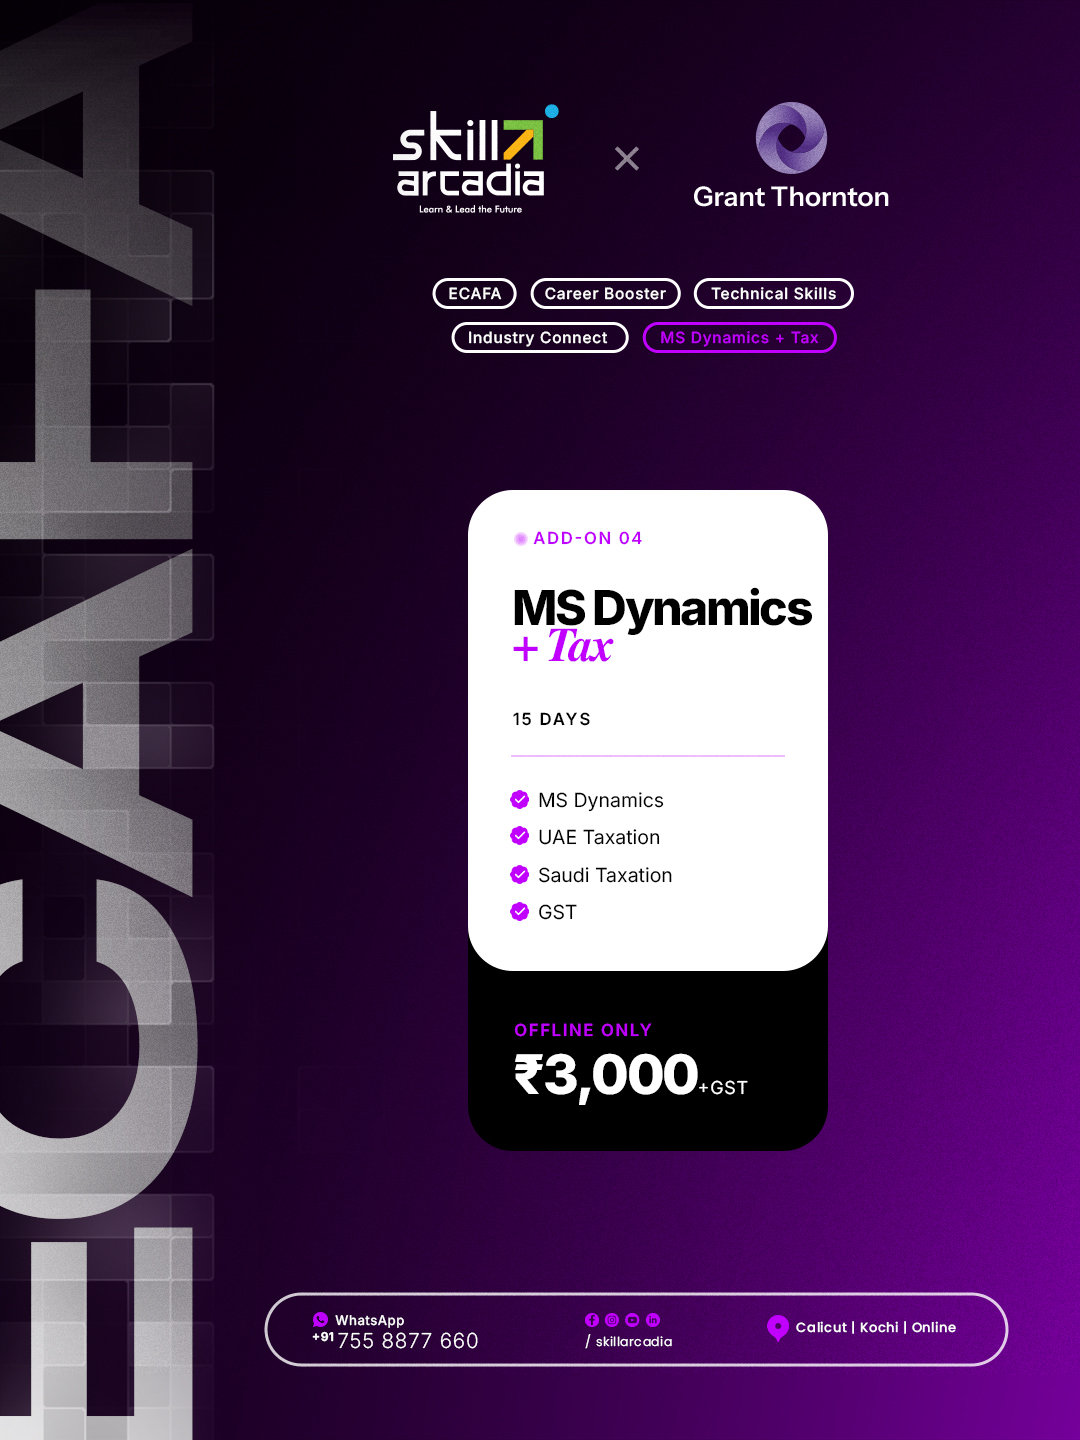 ECAFA
skill
arcadia
Learn & Lead the Future
×
Grant Thornton
ECAFA
Career Booster
Technical Skills
Industry Connect
MS Dynamics + Tax
ADD-ON 04
MS Dynamics
+ Tax
15 DAYS
MS Dynamics
UAE Taxation
Saudi Taxation
GST
OFFLINE ONLY
₹3,000+GST
WhatsApp
+91 755 8877 660
/ skillarcadia
Calicut | Kochi | Online